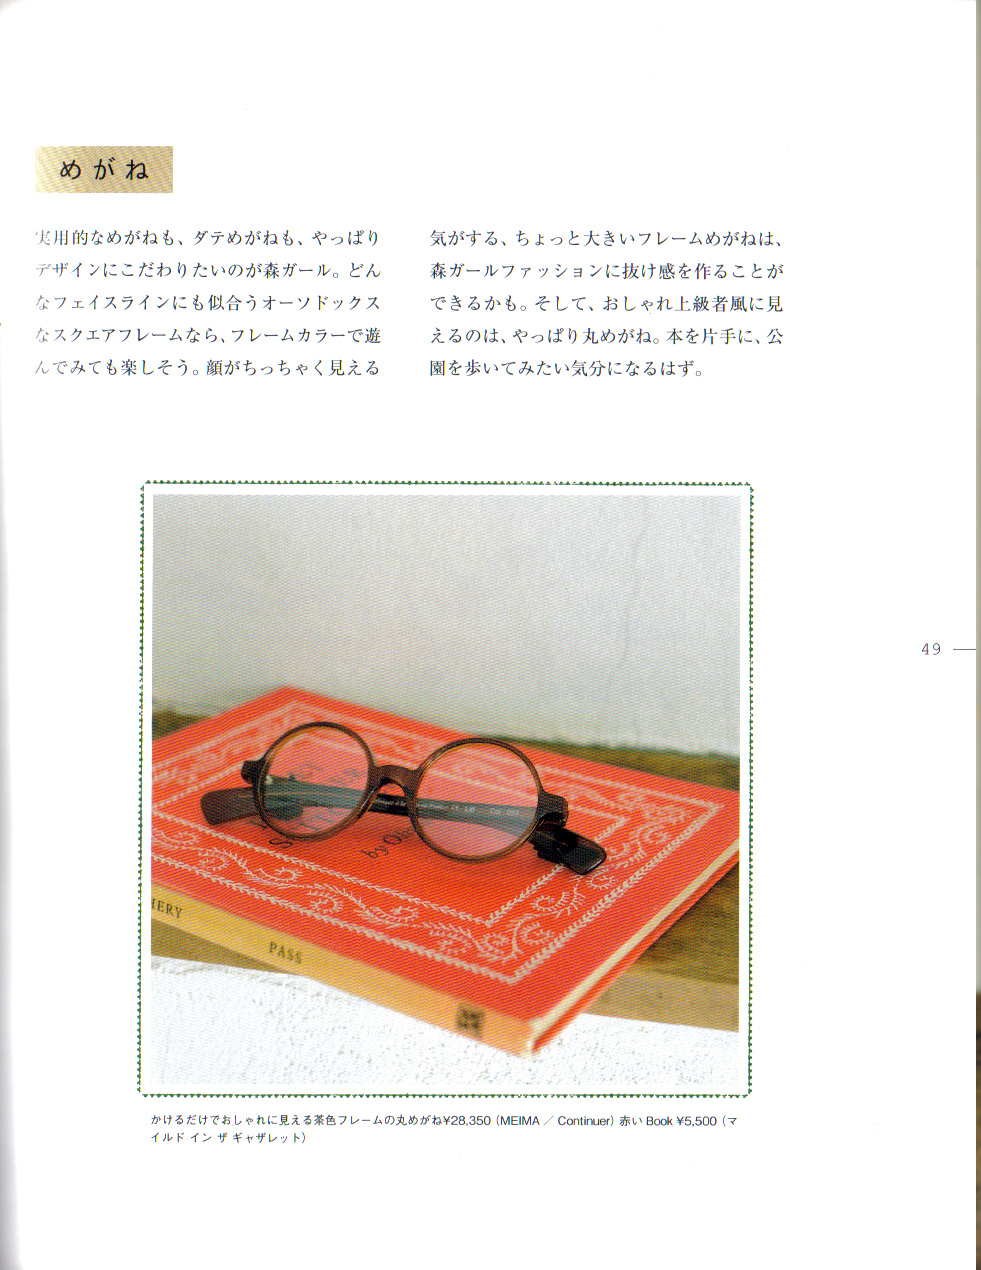 めがね
実用的なめがねも、ダテめがねも、やっぱり
デザインにこだわりたいのが森ガール。どん
なフェイスラインにも似合うオーソドックス
なスクエアフレームなら、フレームカラーで遊
んでみても楽しそう。顔がちっちゃく見える
気がする、ちょっと大きいフレームめがねは、
森ガールファッションに抜け感を作ることが
できるかも。そして、おしゃれ上級者風に見
えるのは、やっぱり丸めがね。本を片手に、公
園を歩いてみたい気分になるはず。
49
by O
HERY
PASS
かけるだけでおしゃれに見える茶色フレームの丸めがね¥28,350（MEIMA ／ Continuer）赤い Book ¥5,500（マ
イルド イン ザ ギャザレット）